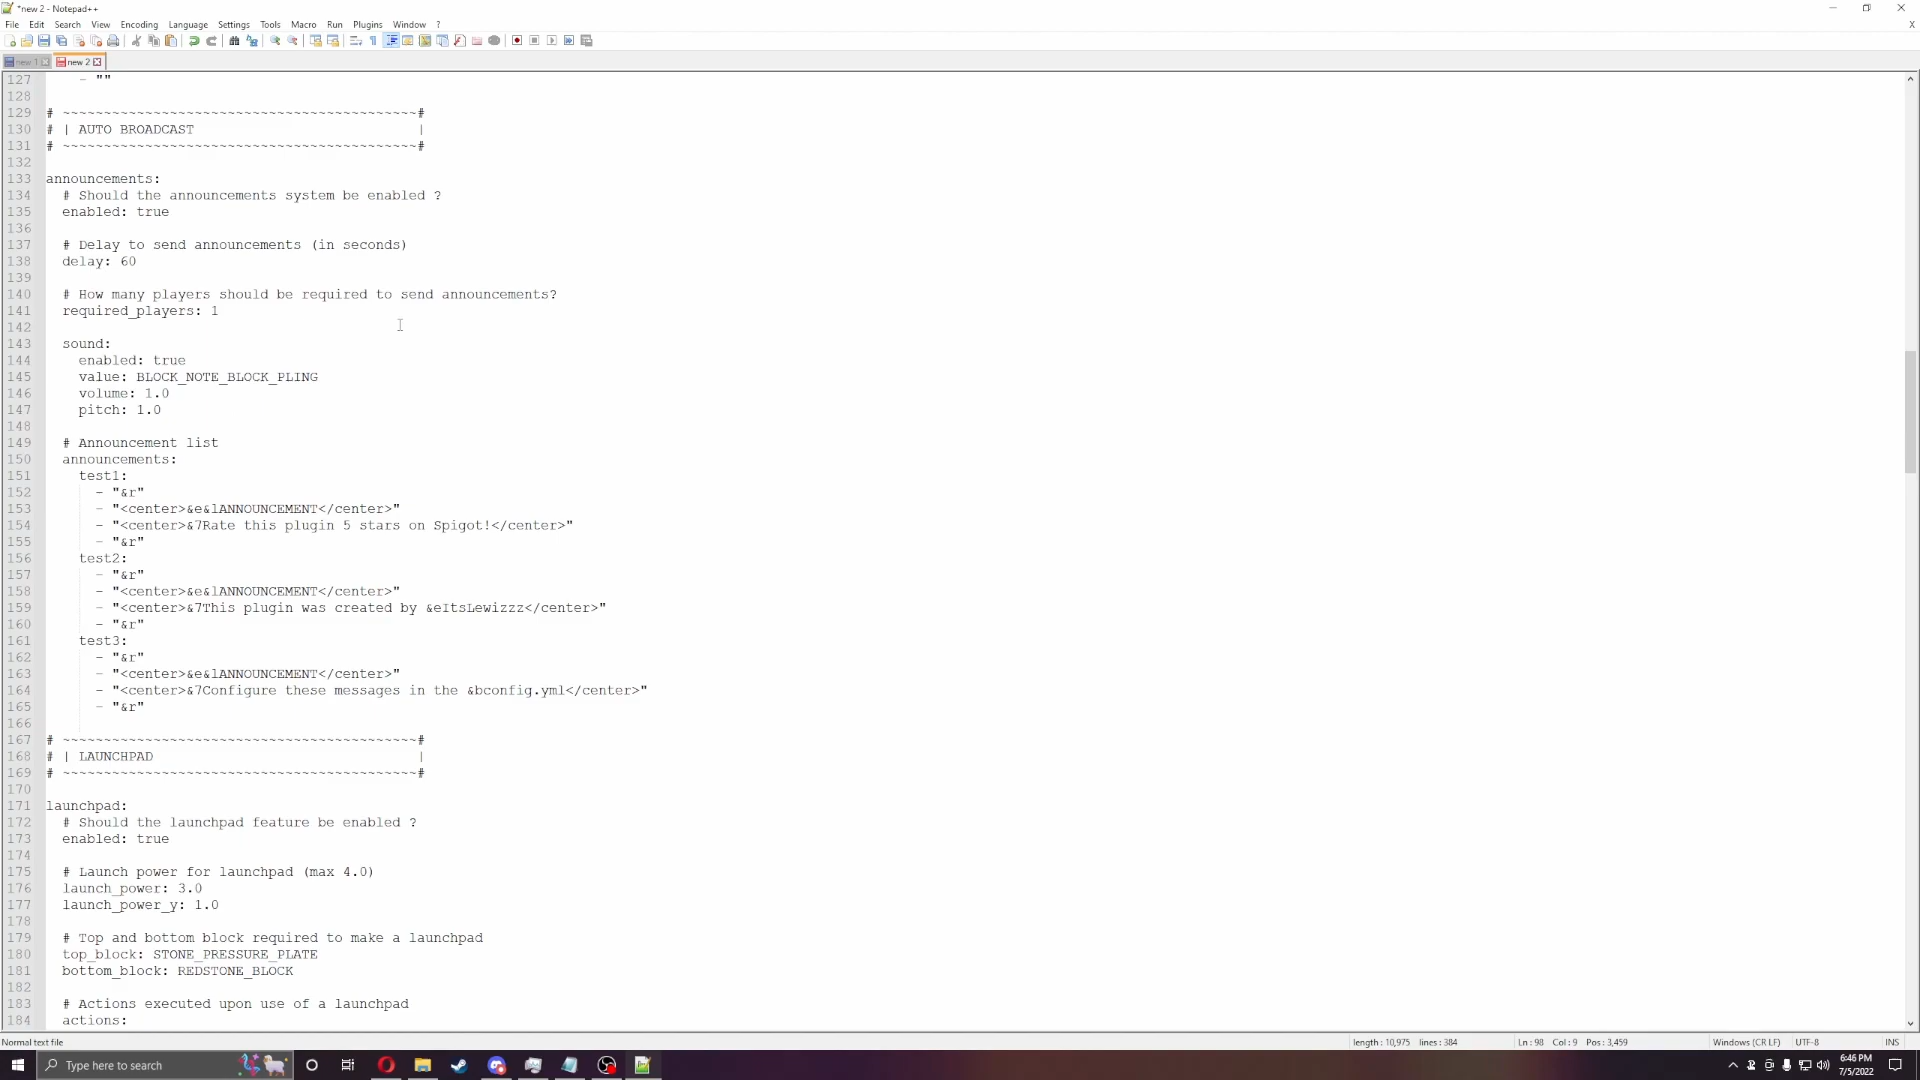 *new 2 - Notepad++
File Edit Search View Encoding Language Settings Tools Macro Run Plugins Window ?
new 1 new 2
127 - ""
128
129 # ~~~~~~~~~~~~~~~~~~~~~~~~~~~~~~~~~~~~~~~~~~~#
130 # | AUTO BROADCAST |
131 # ~~~~~~~~~~~~~~~~~~~~~~~~~~~~~~~~~~~~~~~~~~~#
132
133 announcements:
134 # Should the announcements system be enabled ?
135 enabled: true
136
137 # Delay to send announcements (in seconds)
138 delay: 60
139
140 # How many players should be required to send announcements?
141 required_players: 1
142
143 sound:
144 enabled: true
145 value: BLOCK_NOTE_BLOCK_PLING
146 volume: 1.0
147 pitch: 1.0
148
149 # Announcement list
150 announcements:
151 test1:
152 - "&r"
153 - "<center>&e&lANNOUNCEMENT</center>"
154 - "<center>&7Rate this plugin 5 stars on Spigot!</center>"
155 - "&r"
156 test2:
157 - "&r"
158 - "<center>&e&lANNOUNCEMENT</center>"
159 - "<center>&7This plugin was created by &eItsLewizzz</center>"
160 - "&r"
161 test3:
162 - "&r"
163 - "<center>&e&lANNOUNCEMENT</center>"
164 - "<center>&7Configure these messages in the &bconfig.yml</center>"
165 - "&r"
166
167 # ~~~~~~~~~~~~~~~~~~~~~~~~~~~~~~~~~~~~~~~~~~~#
168 # | LAUNCHPAD |
169 # ~~~~~~~~~~~~~~~~~~~~~~~~~~~~~~~~~~~~~~~~~~~#
170
171 launchpad:
172 # Should the launchpad feature be enabled ?
173 enabled: true
174
175 # Launch power for launchpad (max 4.0)
176 launch_power: 3.0
177 launch_power_y: 1.0
178
179 # Top and bottom block required to make a launchpad
180 top_block: STONE_PRESSURE_PLATE
181 bottom_block: REDSTONE_BLOCK
182
183 # Actions executed upon use of a launchpad
184 actions:
Normal text file length : 10,975 lines : 384 Ln : 98 Col : 9 Pos : 3,459 Windows (CR LF) UTF-8 INS
Type here to search 6:46 PM
7/5/2022